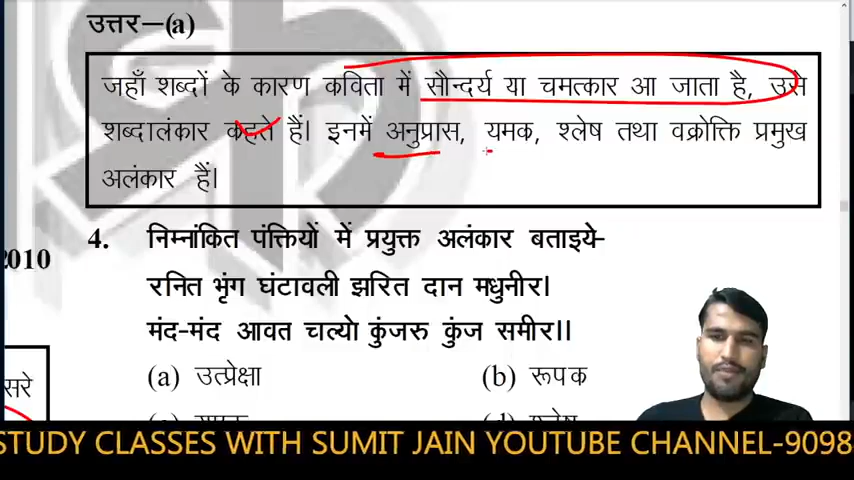 उत्तर—(a)
जहाँ शब्दों के कारण कविता में सौन्दर्य या चमत्कार आ जाता है, उसे
शब्दालंकार कहते हैं। इनमें अनुप्रास, यमक, श्लेष तथा वक्रोक्ति प्रमुख
अलंकार हैं।
4. निम्नांकित पंक्तियों में प्रयुक्त अलंकार बताइये-
2010
रनित भृंग घंटावली झरित दान मधुनीर।
मंद-मंद आवत चाल्यो कुंजरु कुंज समीर।।
(a) उत्प्रेक्षा (b) रूपक
सरे
STUDY CLASSES WITH SUMIT JAIN YOUTUBE CHANNEL-9098